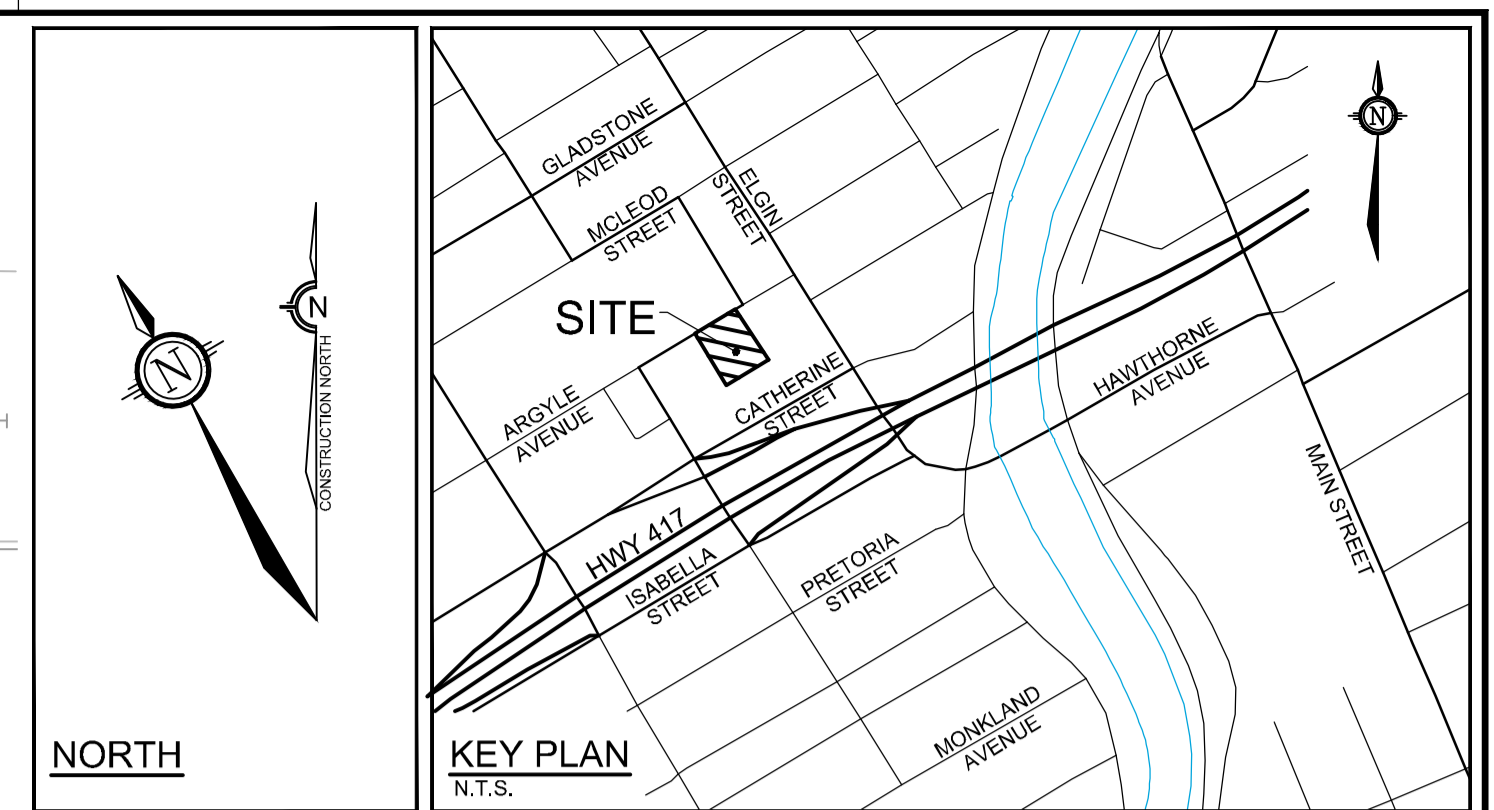 N
N
CONSTRUCTION NORTH
NORTH
GLADSTONE
AVENUE
MCLEOD
STREET
ELGIN
STREET
N
SITE
ARGYLE
AVENUE
CATHERINE
STREET
HAWTHORNE
AVENUE
MAIN STREET
HWY 417
ISABELLA
STREET
PRETORIA
STREET
MONKLAND
AVENUE
KEY PLAN
N.T.S.